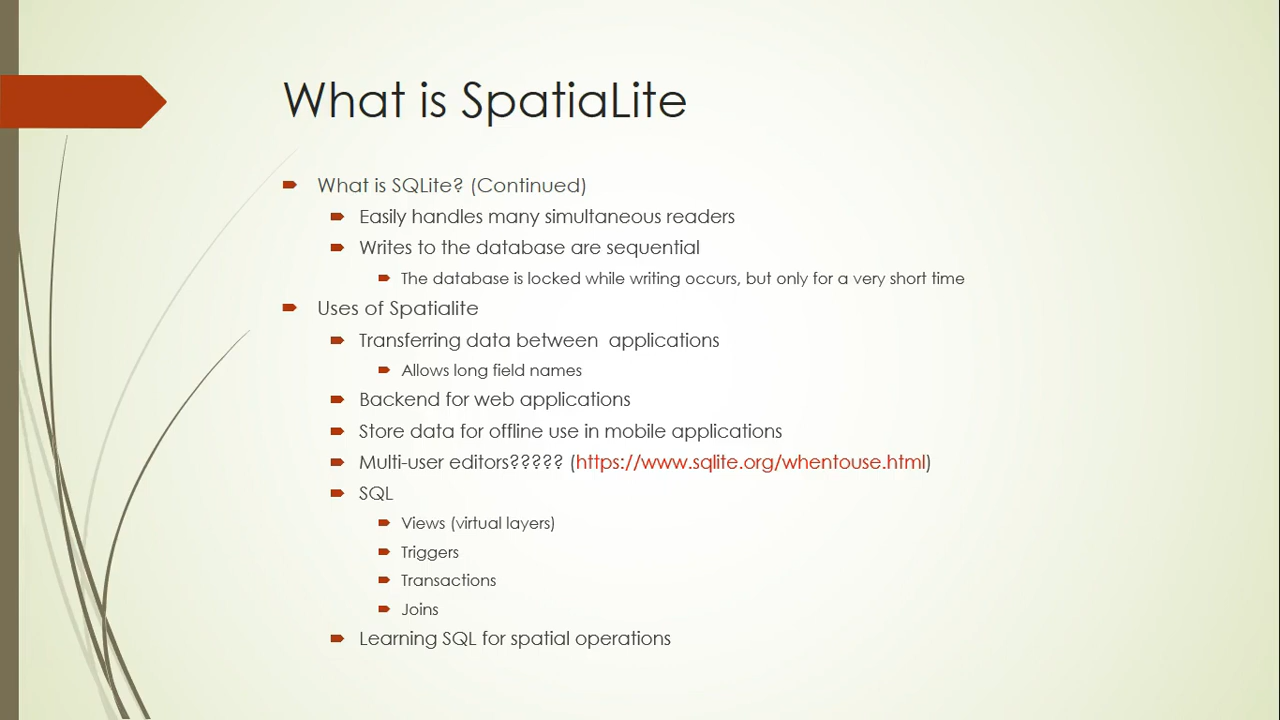 What is SpatiaLite
What is SQLite? (Continued)
Easily handles many simultaneous readers
Writes to the database are sequential
The database is locked while writing occurs, but only for a very short time
Uses of Spatialite
Transferring data between  applications
Allows long field names
Backend for web applications
Store data for offline use in mobile applications
Multi-user editors????? (https://www.sqlite.org/whentouse.html)
SQL
Views (virtual layers)
Triggers
Transactions
Joins
Learning SQL for spatial operations